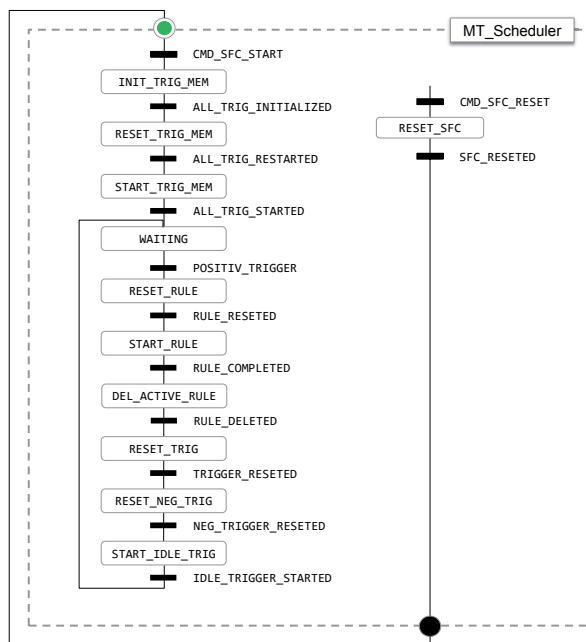 MT_Scheduler
CMD_SFC_START
INIT_TRIG_MEM
ALL_TRIG_INITIALIZED
RESET_TRIG_MEM
ALL_TRIG_RESTARTED
START_TRIG_MEM
ALL_TRIG_STARTED
WAITING
POSITIV_TRIGGER
RESET_RULE
RULE_RESETED
START_RULE
RULE_COMPLETED
DEL_ACTIVE_RULE
RULE_DELETED
RESET_TRIG
TRIGGER_RESETED
RESET_NEG_TRIG
NEG_TRIGGER_RESETED
START_IDLE_TRIG
IDLE_TRIGGER_STARTED
CMD_SFC_RESET
RESET_SFC
SFC_RESETED